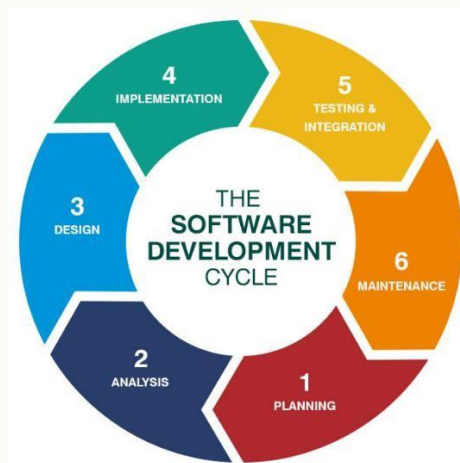 THE
SOFTWARE
DEVELOPMENT
CYCLE
1
PLANNING
2
ANALYSIS
3
DESIGN
4
IMPLEMENTATION
5
TESTING &
INTEGRATION
6
MAINTENANCE